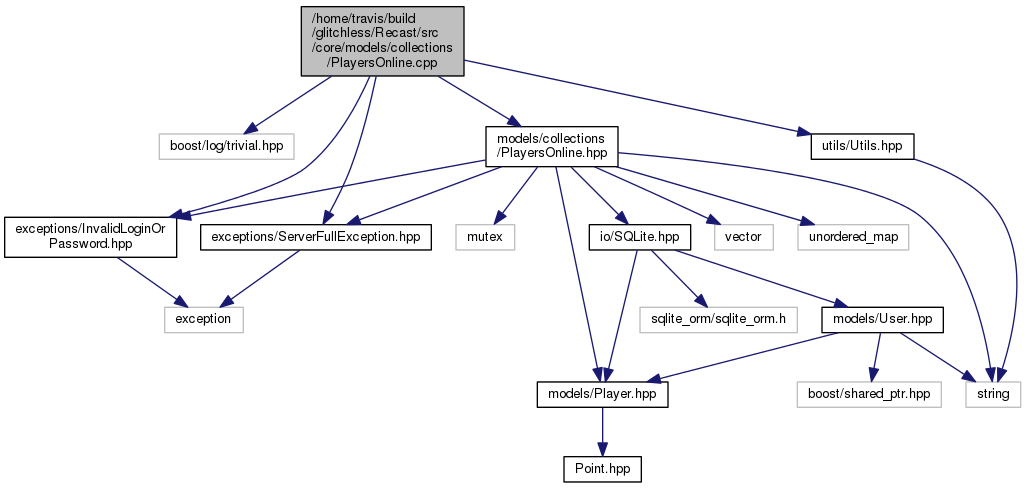 /home/travis/build
/glitchless/Recast/src
/core/models/collections
/PlayersOnline.cpp
models/collections
/PlayersOnline.hpp
boost/log/trivial.hpp
utils/Utils.hpp
exceptions/InvalidLoginOr
Password.hpp
exceptions/ServerFullException.hpp
mutex
io/SQLite.hpp
vector
unordered_map
exception
sqlite_orm/sqlite_orm.h
models/User.hpp
models/Player.hpp
boost/shared_ptr.hpp
string
Point.hpp